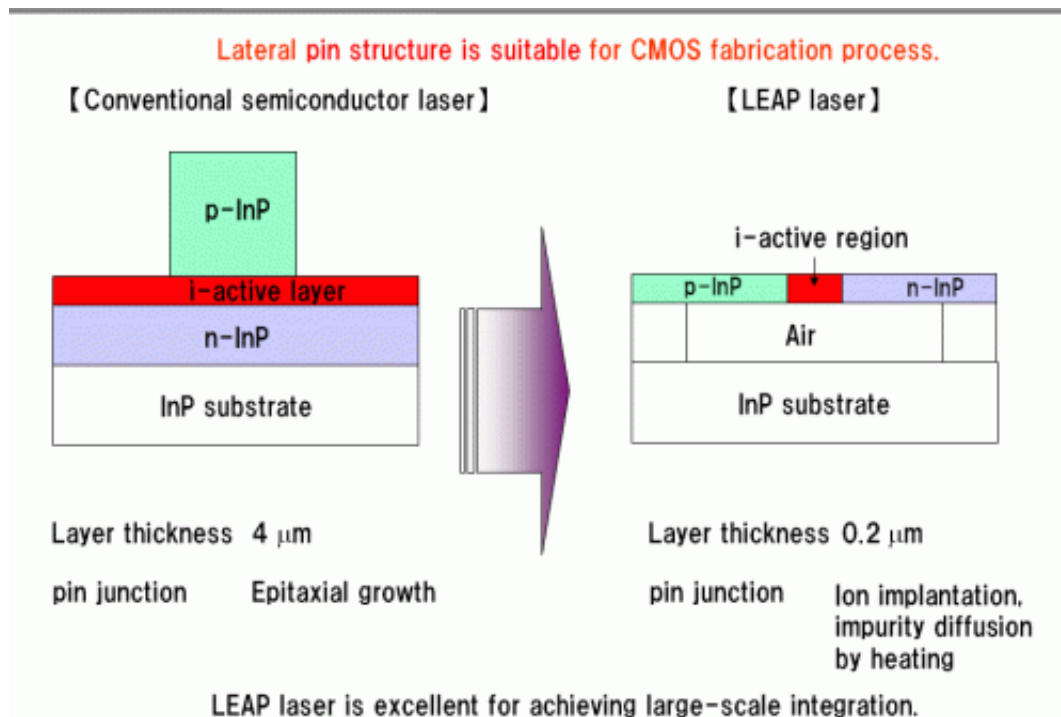 Lateral pin structure is suitable for CMOS fabrication process.
【Conventional semiconductor laser】
【LEAP laser】
p-InP
i-active layer
n-InP
InP substrate
i-active region
p-InP
n-InP
Air
InP substrate
Layer thickness 4 μm
pin junction Epitaxial growth
Layer thickness 0.2 μm
pin junction Ion implantation,
impurity diffusion
by heating
LEAP laser is excellent for achieving large-scale integration.